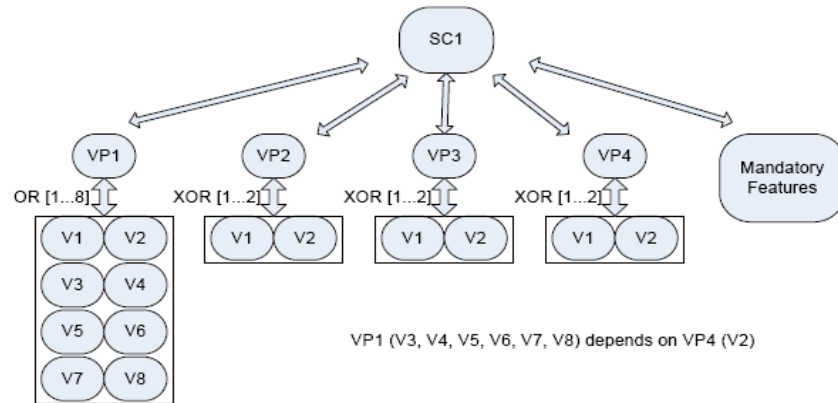 SC1
VP1
VP2
VP3
VP4
Mandatory
Features
OR [1...8]
XOR [1...2]
XOR [1...2]
XOR [1...2]
V1 V2
V1 V2
V1 V2
V1 V2
V3 V4
V5 V6
V7 V8
VP1 (V3, V4, V5, V6, V7, V8) depends on VP4 (V2)